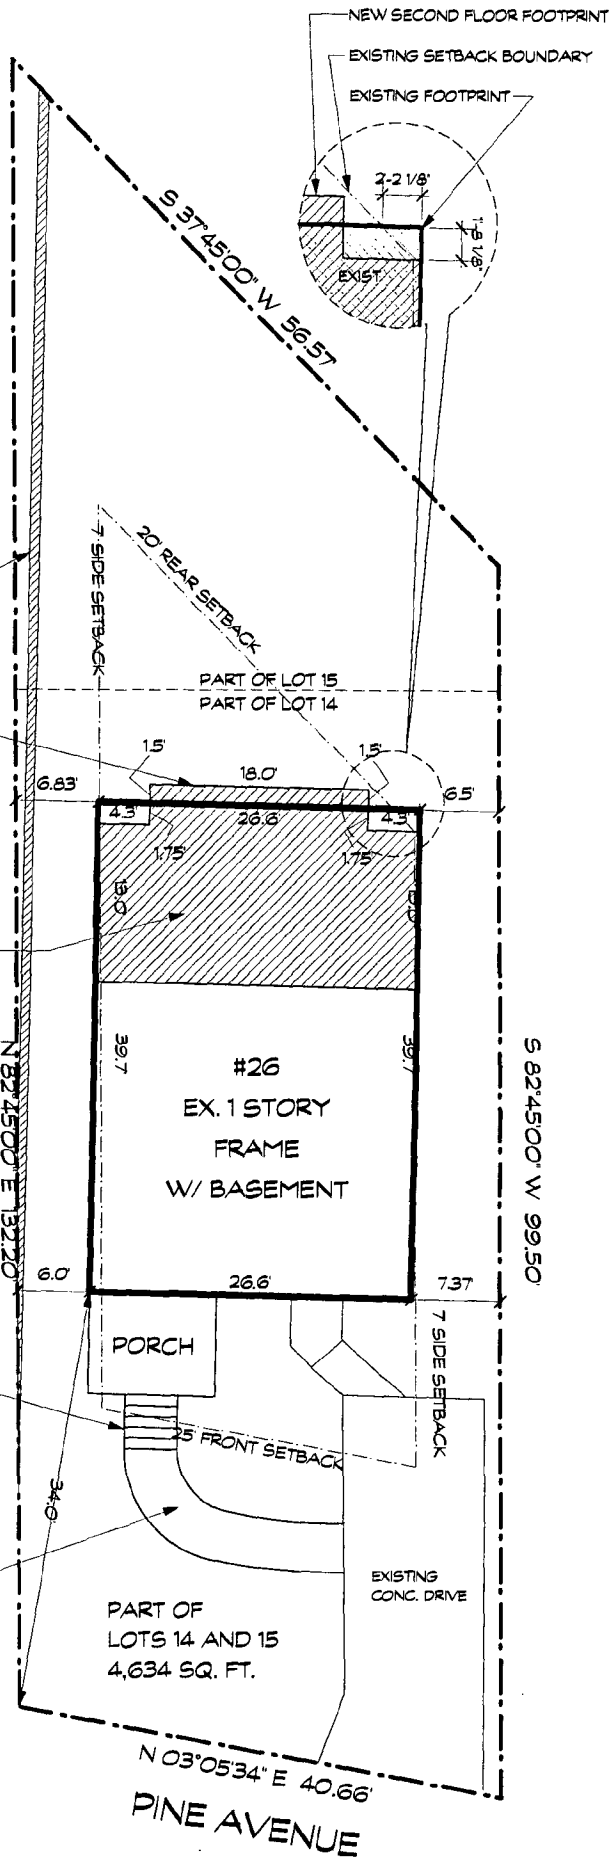 NEW SECOND FLOOR FOOTPRINT
EXISTING SETBACK BOUNDARY
EXISTING FOOTPRINT
2'-2 1/8"
1'-8 1/8"
EXIST
S 37°45'00" W 56.57'
7' SIDE SETBACK
20' REAR SETBACK
PART OF LOT 15
PART OF LOT 14
1.5'
18.0'
1.5'
6.83'
6.5'
4.3'
26.6'
4.3'
1.75'
1.75'
13.0'
39.7
39.7
#26
EX. 1 STORY
FRAME
W/ BASEMENT
N 82°45'00" E 132.20'
S 82°45'00" W 99.50'
6.0'
26.6'
7.37'
PORCH
7' SIDE SETBACK
25' FRONT SETBACK
34.0'
EXISTING
CONC. DRIVE
PART OF
LOTS 14 AND 15
4,634 SQ. FT.
N 03°05'34" E 40.66'
PINE AVENUE